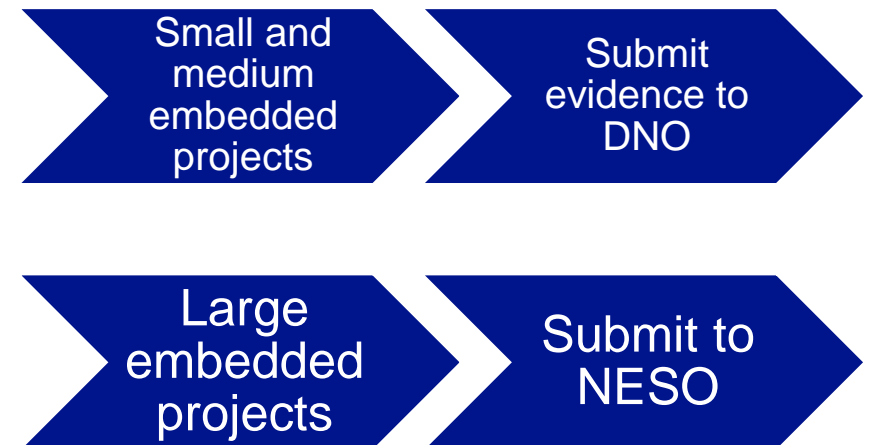 Small and
medium
embedded
projects
Submit
evidence to
DNO
Large
embedded
projects
Submit to
NESO